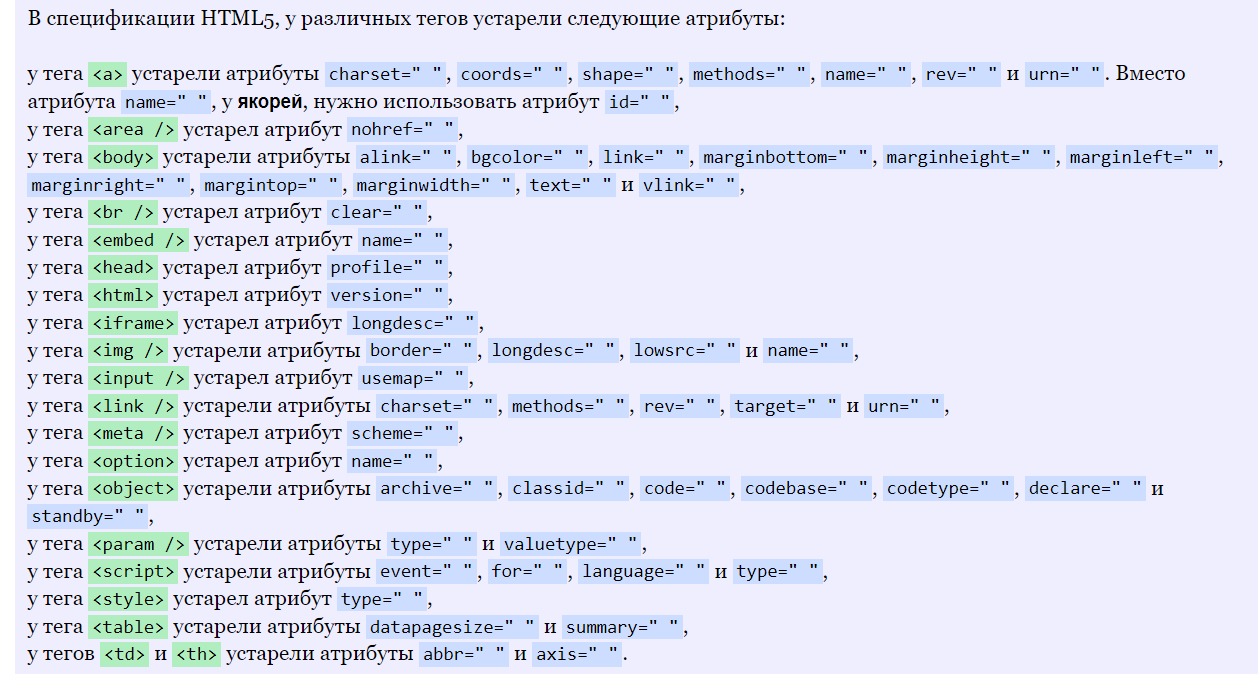 В спецификации HTML5, у различных тегов устарели следующие атрибуты:
у тега <a> устарели атрибуты charset=" ", coords=" ", shape=" ", methods=" ", name=" ", rev=" " и urn=" ". Вместо
атрибута name=" ", у якорей, нужно использовать атрибут id=" ",
у тега <area /> устарел атрибут nohref=" ",
у тега <body> устарели атрибуты alink=" ", bgcolor=" ", link=" ", marginbottom=" ", marginheight=" ", marginleft=" ",
marginright=" ", margintop=" ", marginwidth=" ", text=" " и vlink=" ",
у тега <br /> устарел атрибут clear=" ",
у тега <embed /> устарел атрибут name=" ",
у тега <head> устарел атрибут profile=" ",
у тега <html> устарел атрибут version=" ",
у тега <iframe> устарел атрибут longdesc=" ",
у тега <img /> устарели атрибуты border=" ", longdesc=" ", lowsrc=" " и name=" ",
у тега <input /> устарел атрибут usemap=" ",
у тега <link /> устарели атрибуты charset=" ", methods=" ", rev=" ", target=" " и urn=" ",
у тега <meta /> устарел атрибут scheme=" ",
у тега <option> устарел атрибут name=" ",
у тега <object> устарели атрибуты archive=" ", classid=" ", code=" ", codebase=" ", codetype=" ", declare=" " и
standby=" ",
у тега <param /> устарели атрибуты type=" " и valuetype=" ",
у тега <script> устарели атрибуты event=" ", for=" ", language=" " и type=" ",
у тега <style> устарел атрибут type=" ",
у тега <table> устарели атрибуты datapagesize=" " и summary=" ",
у тегов <td> и <th> устарели атрибуты abbr=" " и axis=" ".